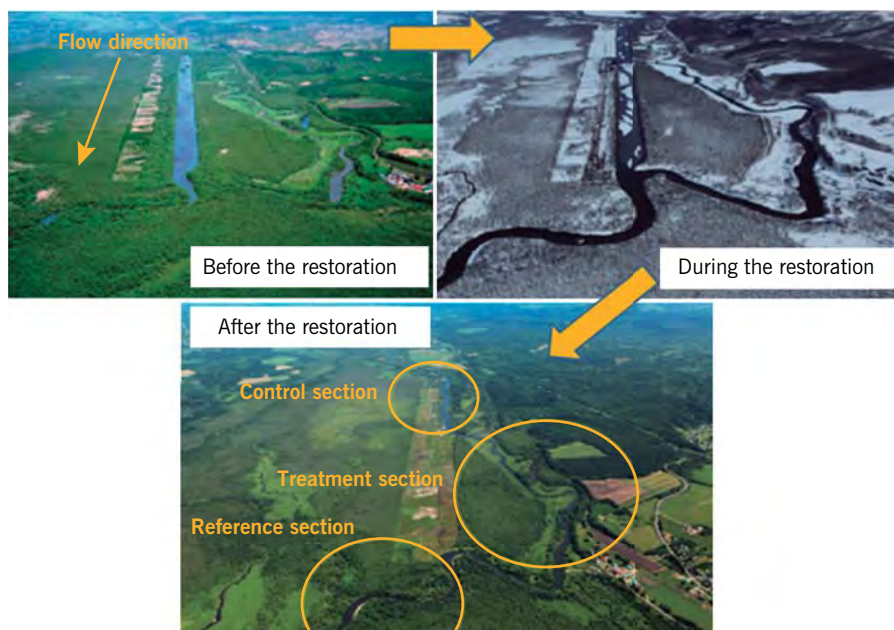 Flow direction
Before the restoration
During the restoration
After the restoration
Control section
Treatment section
Reference section